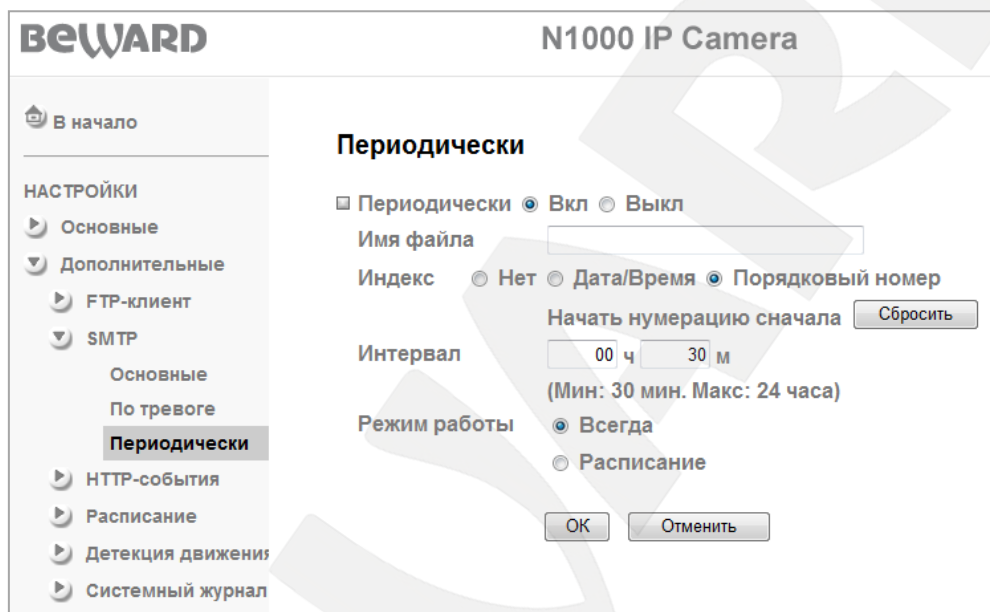 BEWARD
N1000 IP Camera
В начало
НАСТРОЙКИ
Основные
Дополнительные
FTP-клиент
SMTP
Основные
По тревоге
Периодически
HTTP-события
Расписание
Детекция движения
Системный журнал
Периодически
Периодически Вкл Выкл
Имя файла
Индекс Нет Дата/Время Порядковый номер
Начать нумерацию сначала Сбросить
Интервал 00 ч 30 м
(Мин: 30 мин. Макс: 24 часа)
Режим работы Всегда
Расписание
OK Отменить